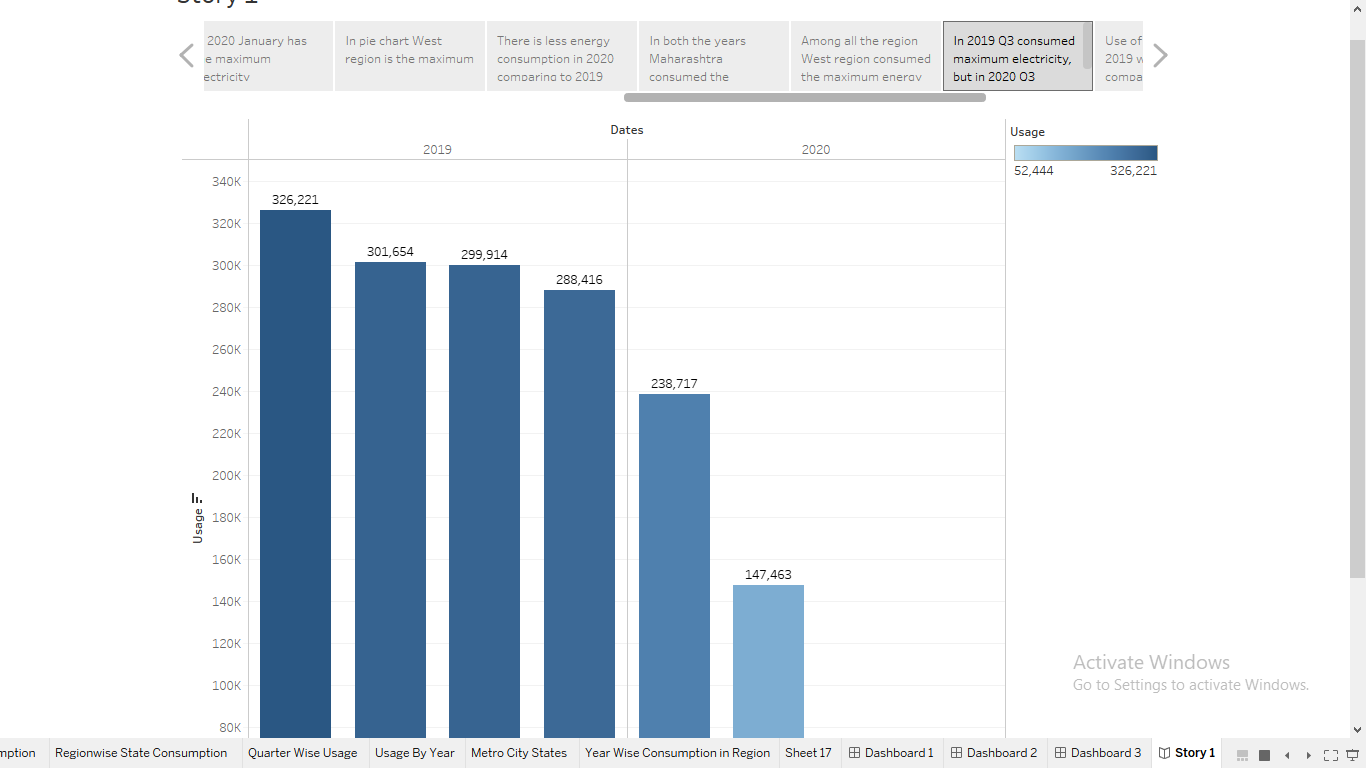 Story 1
2020 January has
e maximum
ectricity
In pie chart West
region is the maximum
There is less energy
consumption in 2020
comparing to 2019
In both the years
Maharashtra
consumed the
Among all the region
West region consumed
the maximum energy
In 2019 Q3 consumed
maximum electricity,
but in 2020 Q3
Use of
2019 w
compa
Dates
2019
2020
Usage
52,444
326,221
340K
320K
300K
280K
260K
240K
220K
200K
180K
160K
140K
120K
100K
80K
Usage
326,221
301,654
299,914
288,416
238,717
147,463
Activate Windows
Go to Settings to activate Windows.
mption
Regionwise State Consumption
Quarter Wise Usage
Usage By Year
Metro City States
Year Wise Consumption in Region
Sheet 17
Dashboard 1
Dashboard 2
Dashboard 3
Story 1